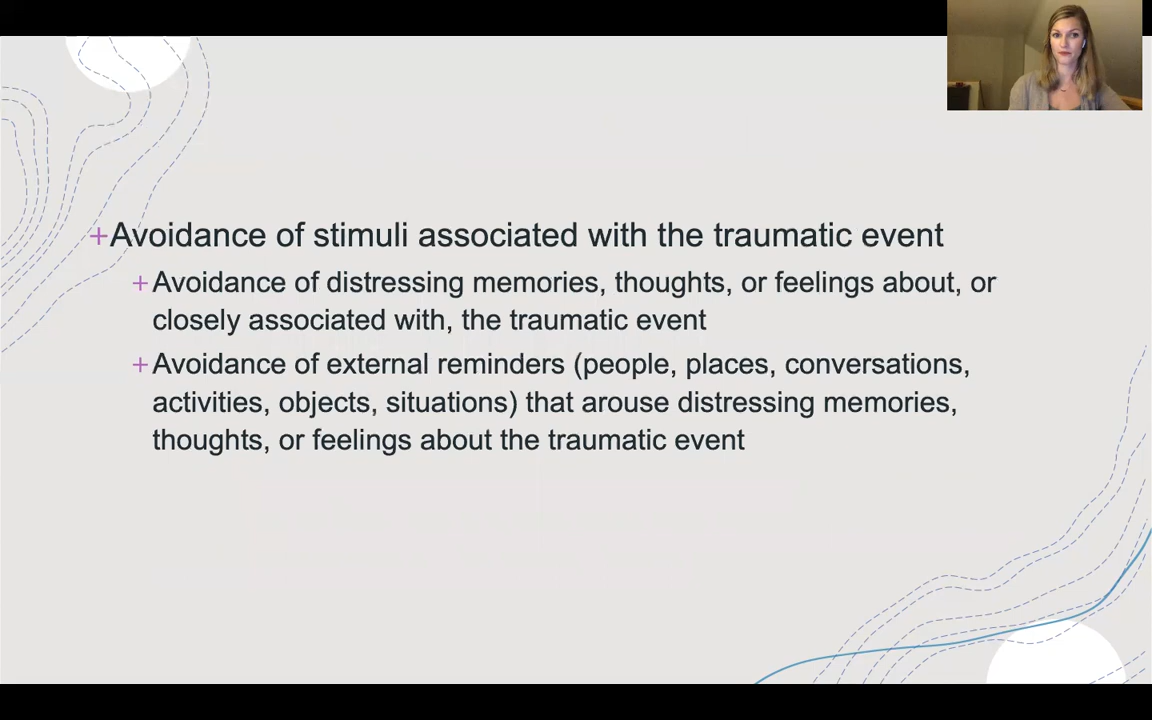 +Avoidance of stimuli associated with the traumatic event
+Avoidance of distressing memories, thoughts, or feelings about, or
closely associated with, the traumatic event
+Avoidance of external reminders (people, places, conversations,
activities, objects, situations) that arouse distressing memories,
thoughts, or feelings about the traumatic event